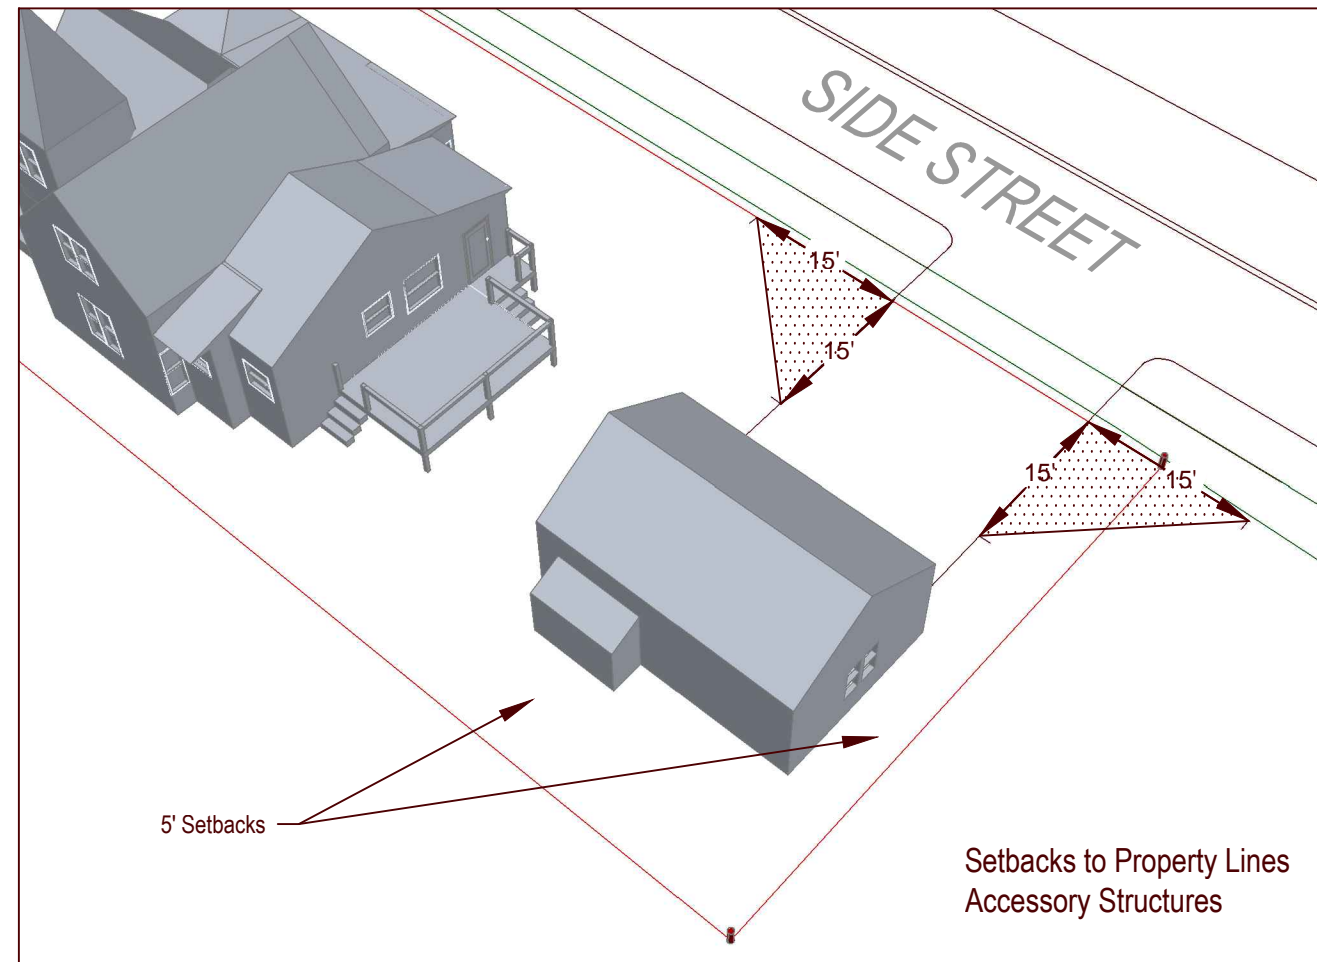 SIDE STREET
15'
15'
15'
15'
5' Setbacks
Setbacks to Property Lines
Accessory Structures